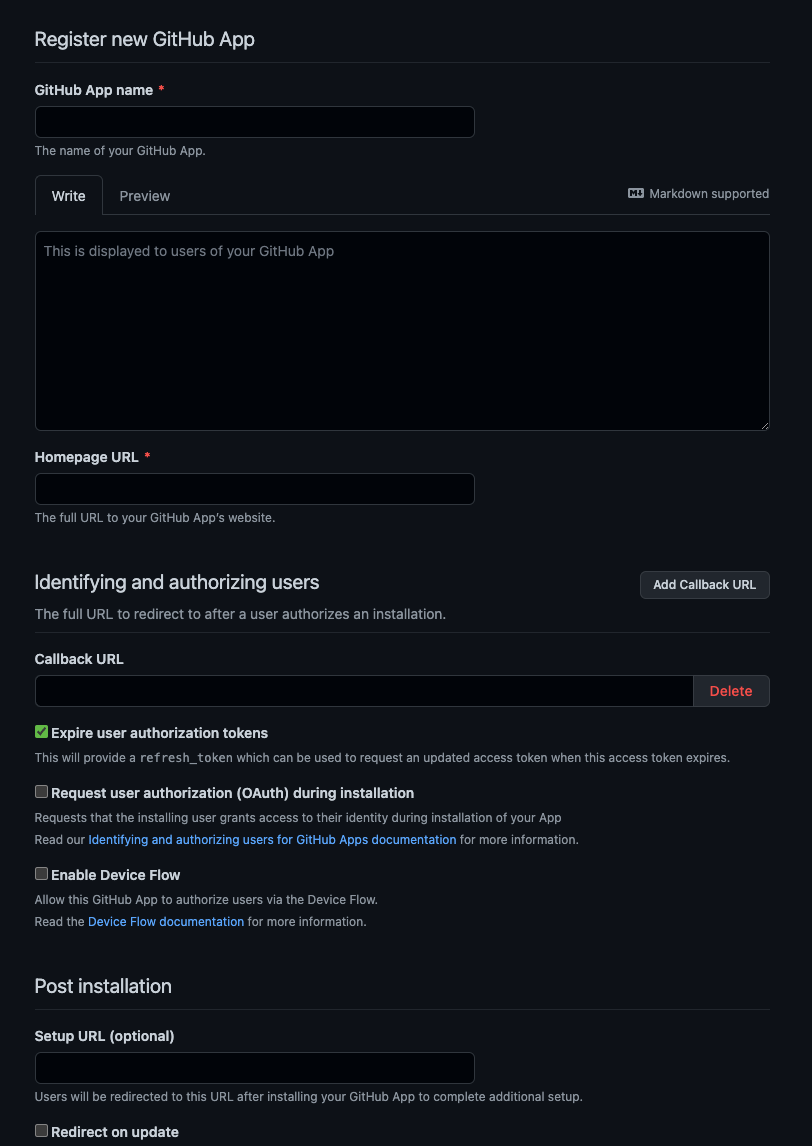 Register new GitHub App
GitHub App name *
The name of your GitHub App.
Write Preview Markdown supported
This is displayed to users of your GitHub App
Homepage URL *
The full URL to your GitHub App's website.
Identifying and authorizing users Add Callback URL
The full URL to redirect to after a user authorizes an installation.
Callback URL
Delete
Expire user authorization tokens
This will provide a refresh_token which can be used to request an updated access token when this access token expires.
Request user authorization (OAuth) during installation
Requests that the installing user grants access to their identity during installation of your App
Read our Identifying and authorizing users for GitHub Apps documentation for more information.
Enable Device Flow
Allow this GitHub App to authorize users via the Device Flow.
Read the Device Flow documentation for more information.
Post installation
Setup URL (optional)
Users will be redirected to this URL after installing your GitHub App to complete additional setup.
Redirect on update